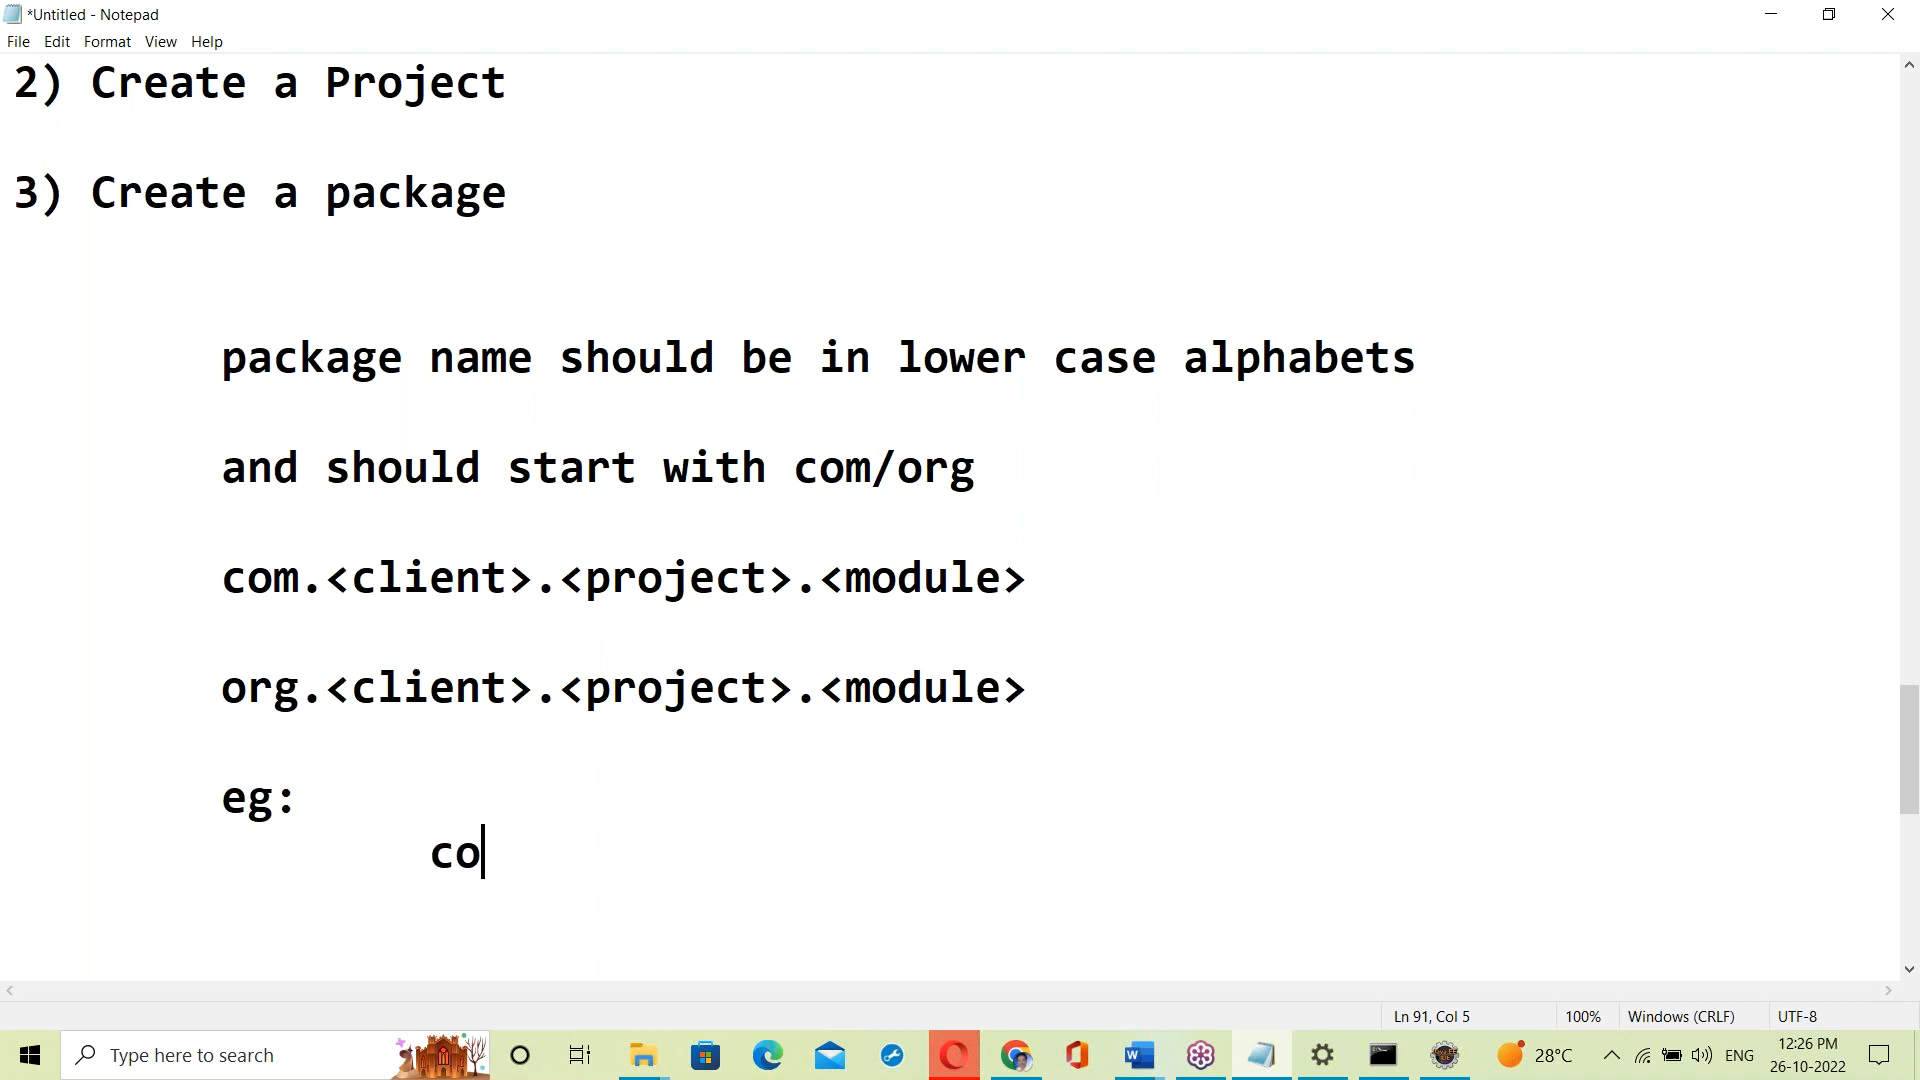 *Untitled - Notepad
File Edit Format View Help
2) Create a Project
3) Create a package
package name should be in lower case alphabets
and should start with com/org
com.<client>.<project>.<module>
org.<client>.<project>.<module>
eg:
co
Ln 91, Col 5 100% Windows (CRLF) UTF-8
Type here to search
28°C ENG
12:26 PM
26-10-2022